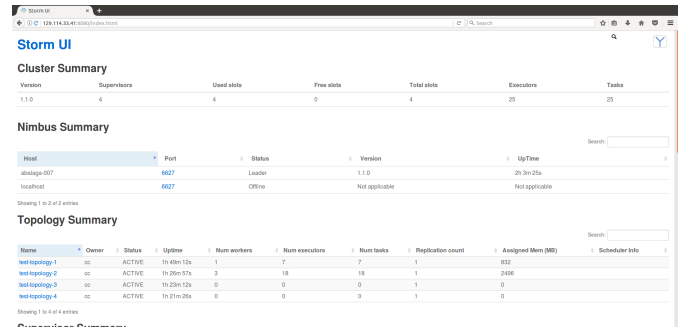 Storm UI
129.114.33.41:8080/index.html
Search
Storm UI
Cluster Summary
Version Supervisors Used slots Free slots Total slots Executors Tasks
1.1.0 4 4 0 4 25 25
Nimbus Summary
Search:
Host Port Status Version UpTime
6627 Leader 1.1.0 2h 3m 25s
localhost 6627 Offline Not applicable Not applicable
Showing 1 to 2 of 2 entries
Topology Summary
Search:
Name Owner Status Uptime Num workers Num executors Num tasks Replication count Assigned Mem (MB) Scheduler Info
test-topology-1 cc ACTIVE 1h 49m 12s 1 7 7 1 832
test-topology-2 cc ACTIVE 1h 26m 57s 3 18 18 1 2496
test-topology-3 cc ACTIVE 1h 23m 12s 0 0 0 1 0
test-topology-4 cc ACTIVE 1h 21m 26s 0 0 0 1 0
Showing 1 to 4 of 4 entries
Supervisor Summary